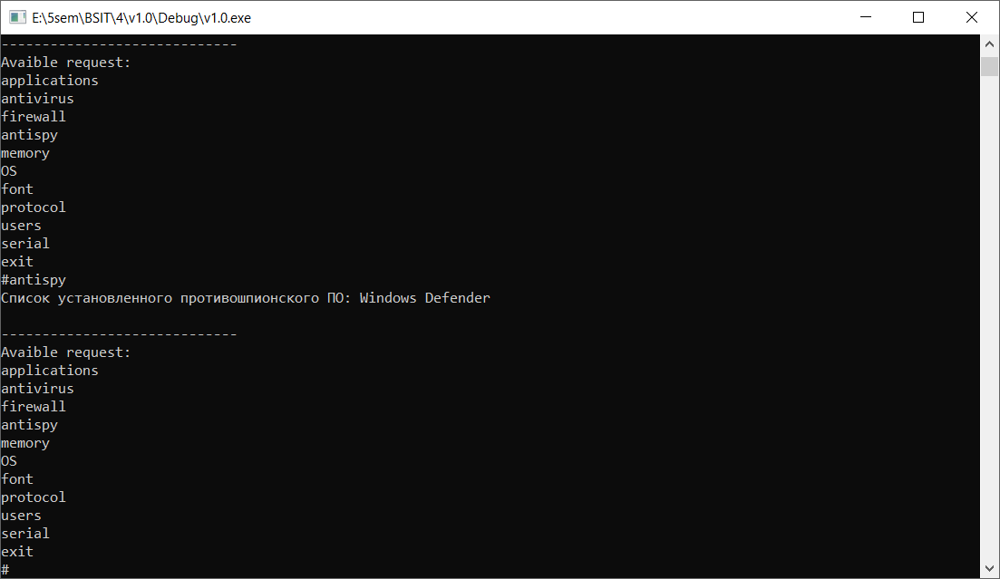 E:\5sem\BSIT\4\v1.0\Debug\v1.0.exe
-----------------------------
Avaible request:
applications
antivirus
firewall
antispy
memory
OS
font
protocol
users
serial
exit
#antispy
Список установленного противошпионского ПО: Windows Defender
-----------------------------
Avaible request:
applications
antivirus
firewall
antispy
memory
OS
font
protocol
users
serial
exit
#